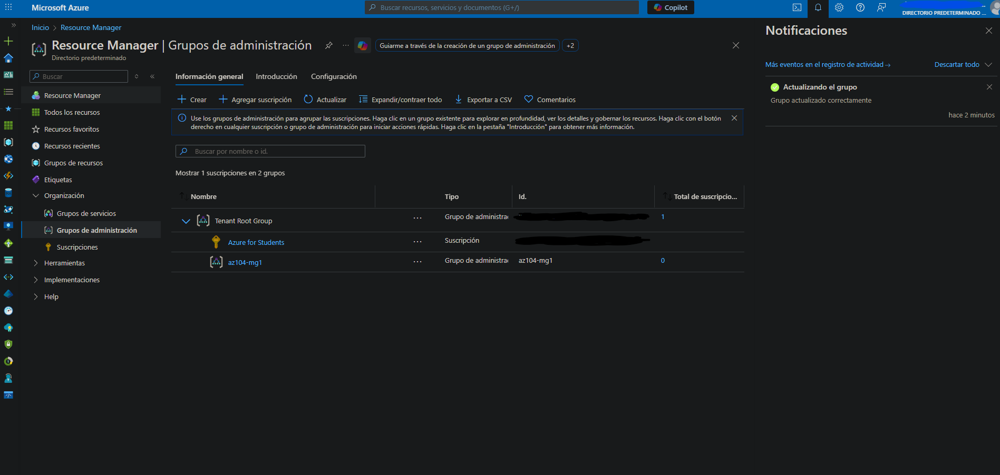 Microsoft Azure
Buscar recursos, servicios y documentos (G+/)
Copilot
DIRECTORIO PREDETERMINADO ...
Inicio > Resource Manager
Resource Manager | Grupos de administración
Directorio predeterminado
Guiarme a través de la creación de un grupo de administración
+2
Buscar
Resource Manager
Todos los recursos
Recursos favoritos
Recursos recientes
Grupos de recursos
Etiquetas
Organización
Grupos de servicios
Grupos de administración
Suscripciones
Herramientas
Implementaciones
Help
Información general Introducción Configuración
Crear Agregar suscripción Actualizar Expandir/contraer todo Exportar a CSV Comentarios
Use los grupos de administración para agrupar las suscripciones. Haga clic en un grupo existente para explorar en profundidad, ver los detalles y gobernar los recursos. Haga clic con el botón
derecho en cualquier suscripción o grupo de administración para iniciar acciones rápidas. Haga clic en la pestaña "Introducción" para obtener más información.
Buscar por nombre o id.
Mostrar 1 suscripciones en 2 grupos
Nombre Tipo Id. Total de suscripcio...
Tenant Root Group ... Grupo de administrac 1
Azure for Students ... Suscripción
az104-mg1 ... Grupo de administrac az104-mg1 0
Notificaciones
Más eventos en el registro de actividad → Descartar todo
Actualizando el grupo
Grupo actualizado correctamente
hace 2 minutos